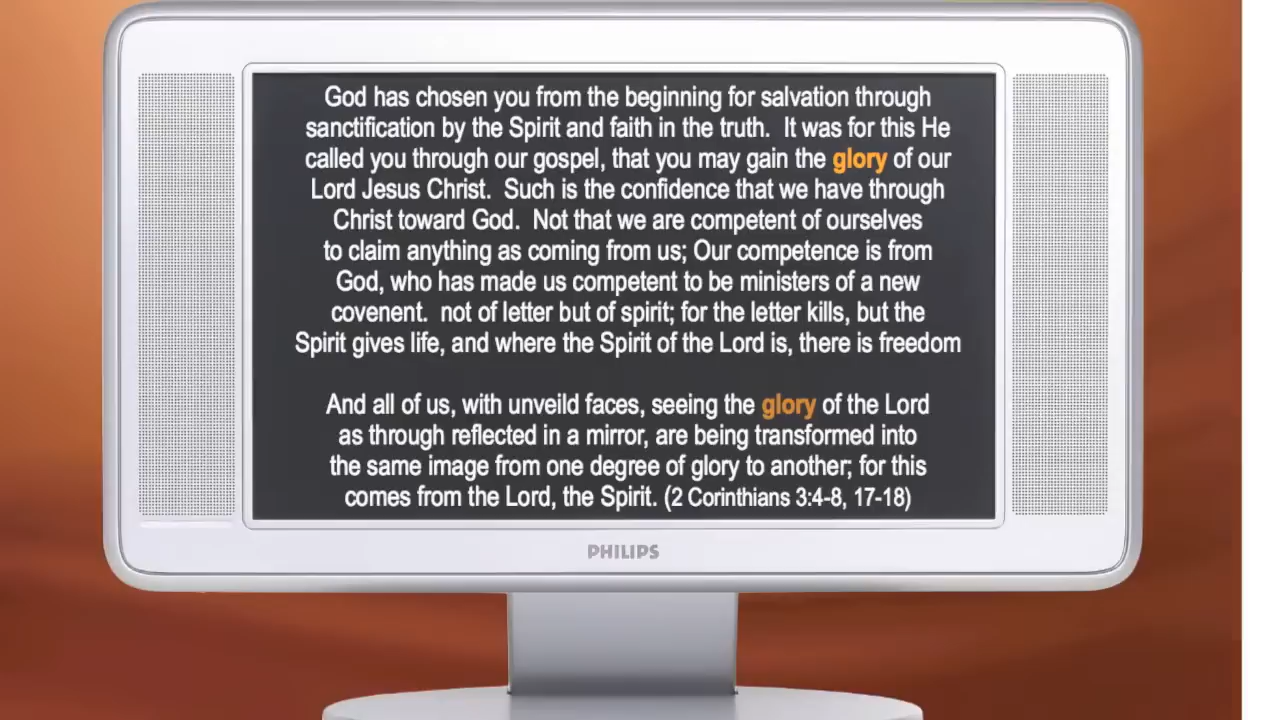 God has chosen you from the beginning for salvation through
sanctification by the Spirit and faith in the truth.  It was for this He
called you through our gospel, that you may gain the glory of our
Lord Jesus Christ.  Such is the confidence that we have through
Christ toward God.  Not that we are competent of ourselves
to claim anything as coming from us; Our competence is from
God, who has made us competent to be ministers of a new
covenent.  not of letter but of spirit; for the letter kills, but the
Spirit gives life, and where the Spirit of the Lord is, there is freedom
And all of us, with unveild faces, seeing the glory of the Lord
as through reflected in a mirror, are being transformed into
the same image from one degree of glory to another; for this
comes from the Lord, the Spirit. (2 Corinthians 3:4-8, 17-18)
PHILIPS